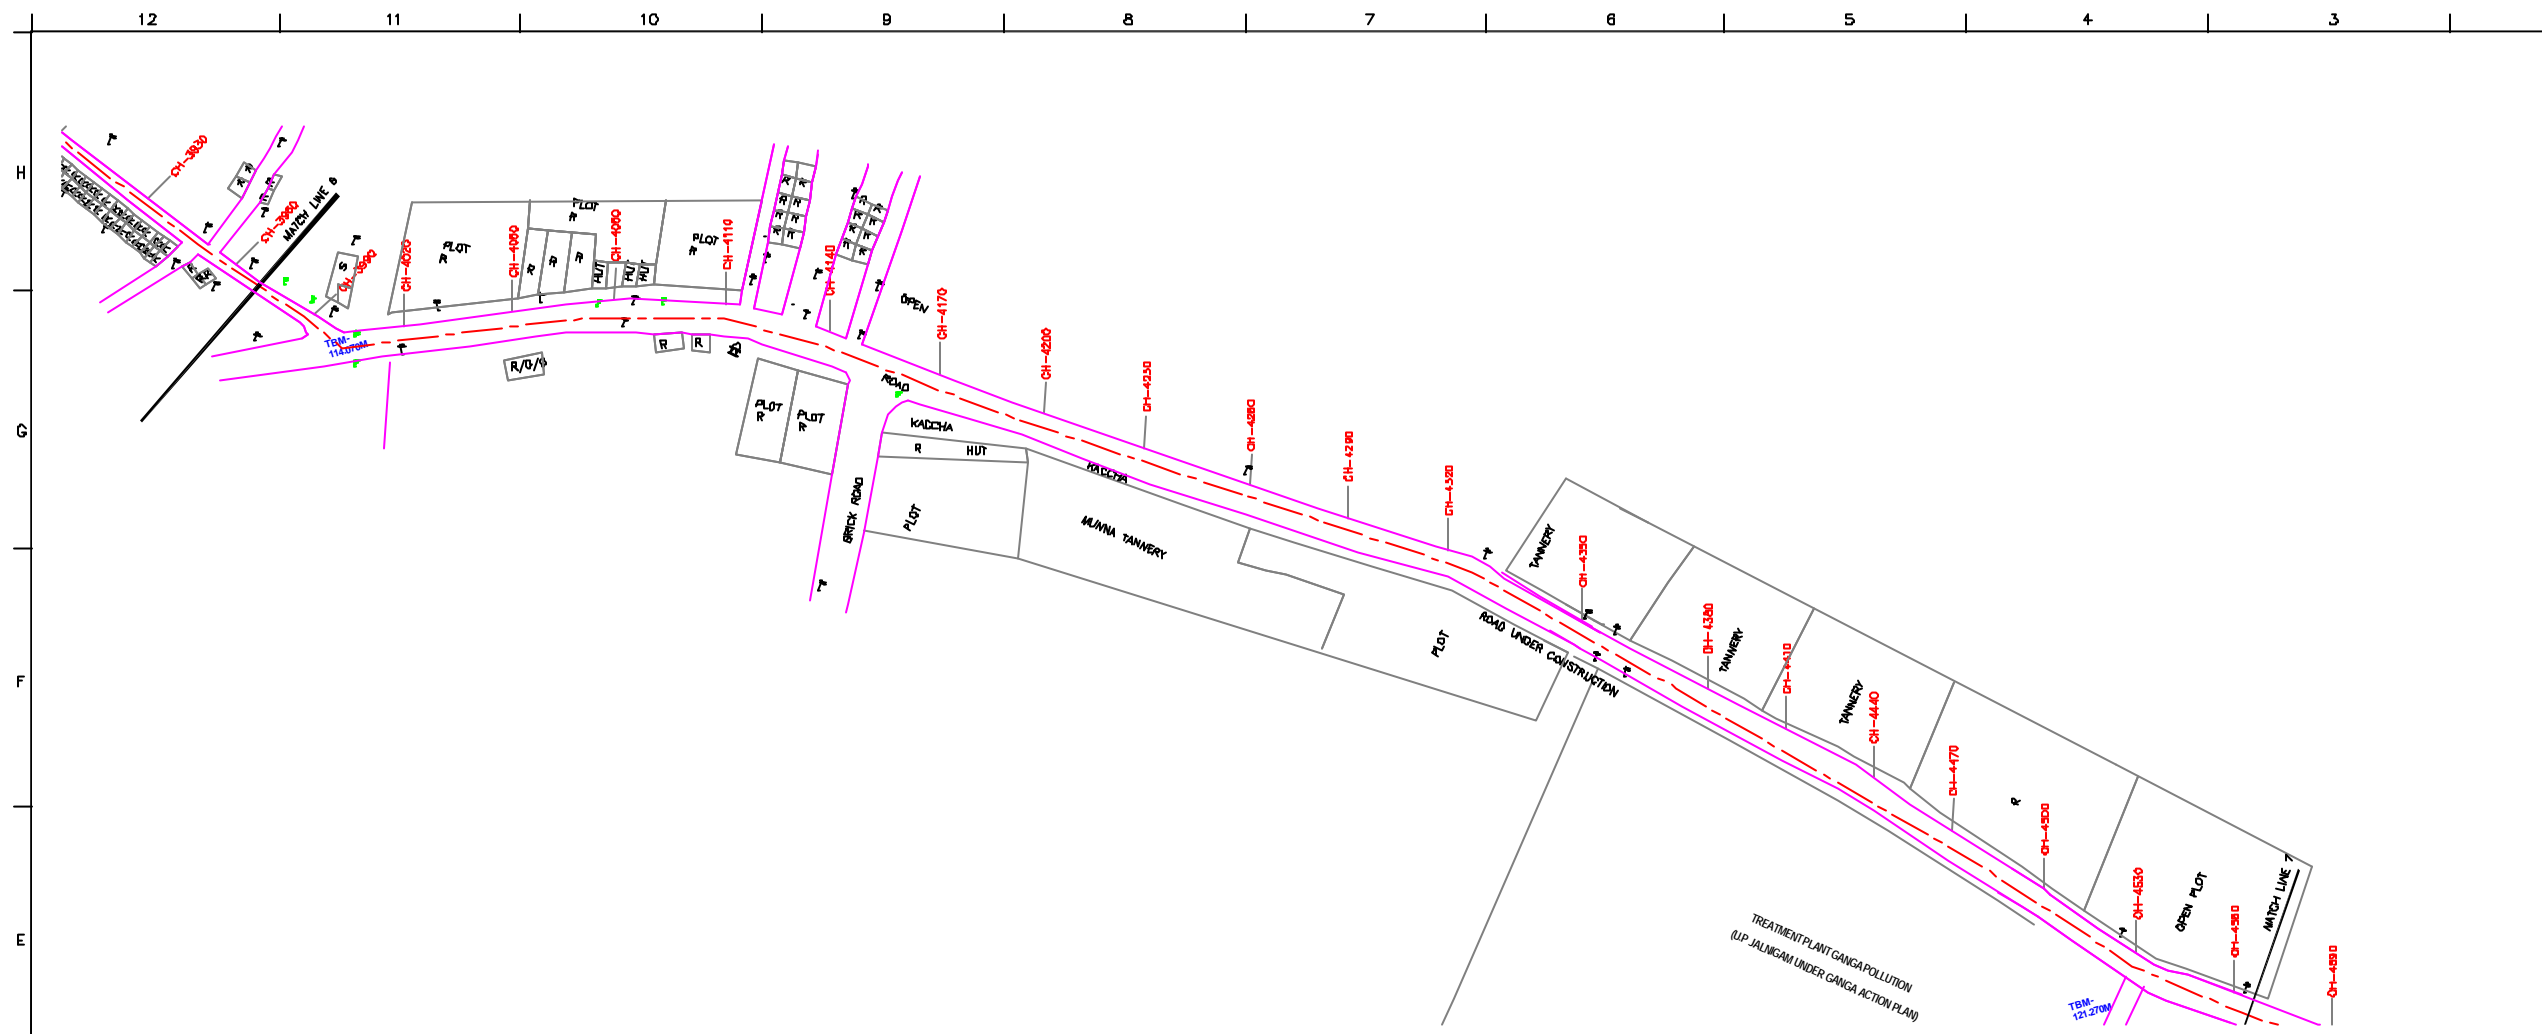 12 11 10 9 8 7 6 5 4 3
H
G
F
E
CH-3930
CH-3960
MATCH LINE 6
S
CH-3990
CH-4020
PLOT
R
CH-4050
PLOT
R
R
R
R
HUT
CH-4080
HUT
HUT
PLOT
R
CH-4110
CH-4140
OPEN
CH-4170
TBM-
114.070M
R/G/S
R
R
PLOT
R
PLOT
R
ROAD
KACCHA
R HUT
BRICK ROAD
PLOT
CH-4200
KACCHA
MUNNA TANNERY
CH-4230
CH-4260
CH-4290
CH-4320
PLOT
TANNERY
CH-4350
ROAD UNDER CONSTRUCTION
CH-4380
TANNERY
CH-4410
TANNERY
CH-4440
CH-4470
R
CH-4500
CH-4530
OPEN PLOT
CH-4560
MATCH LINE 7
CH-4590
TREATMENT PLANT GANGA POLLUTION
(U.P JALNIGAM UNDER GANGA ACTION PLAN)
TBM-
121.270M